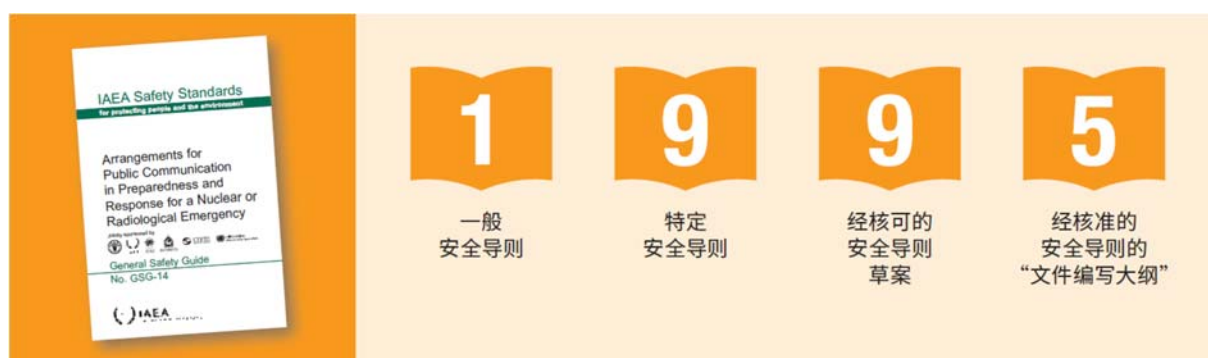 IAEA Safety Standards
for protecting people and the environment
Arrangements for
Public Communication
in Preparedness and
Response for a Nuclear or
Radiological Emergency
General Safety Guide
No. GSG-14
IAEA
1
一般
安全导则
9
特定
安全导则
9
经核可的
安全导则
草案
5
经核准的
安全导则的
“文件编写大纲”